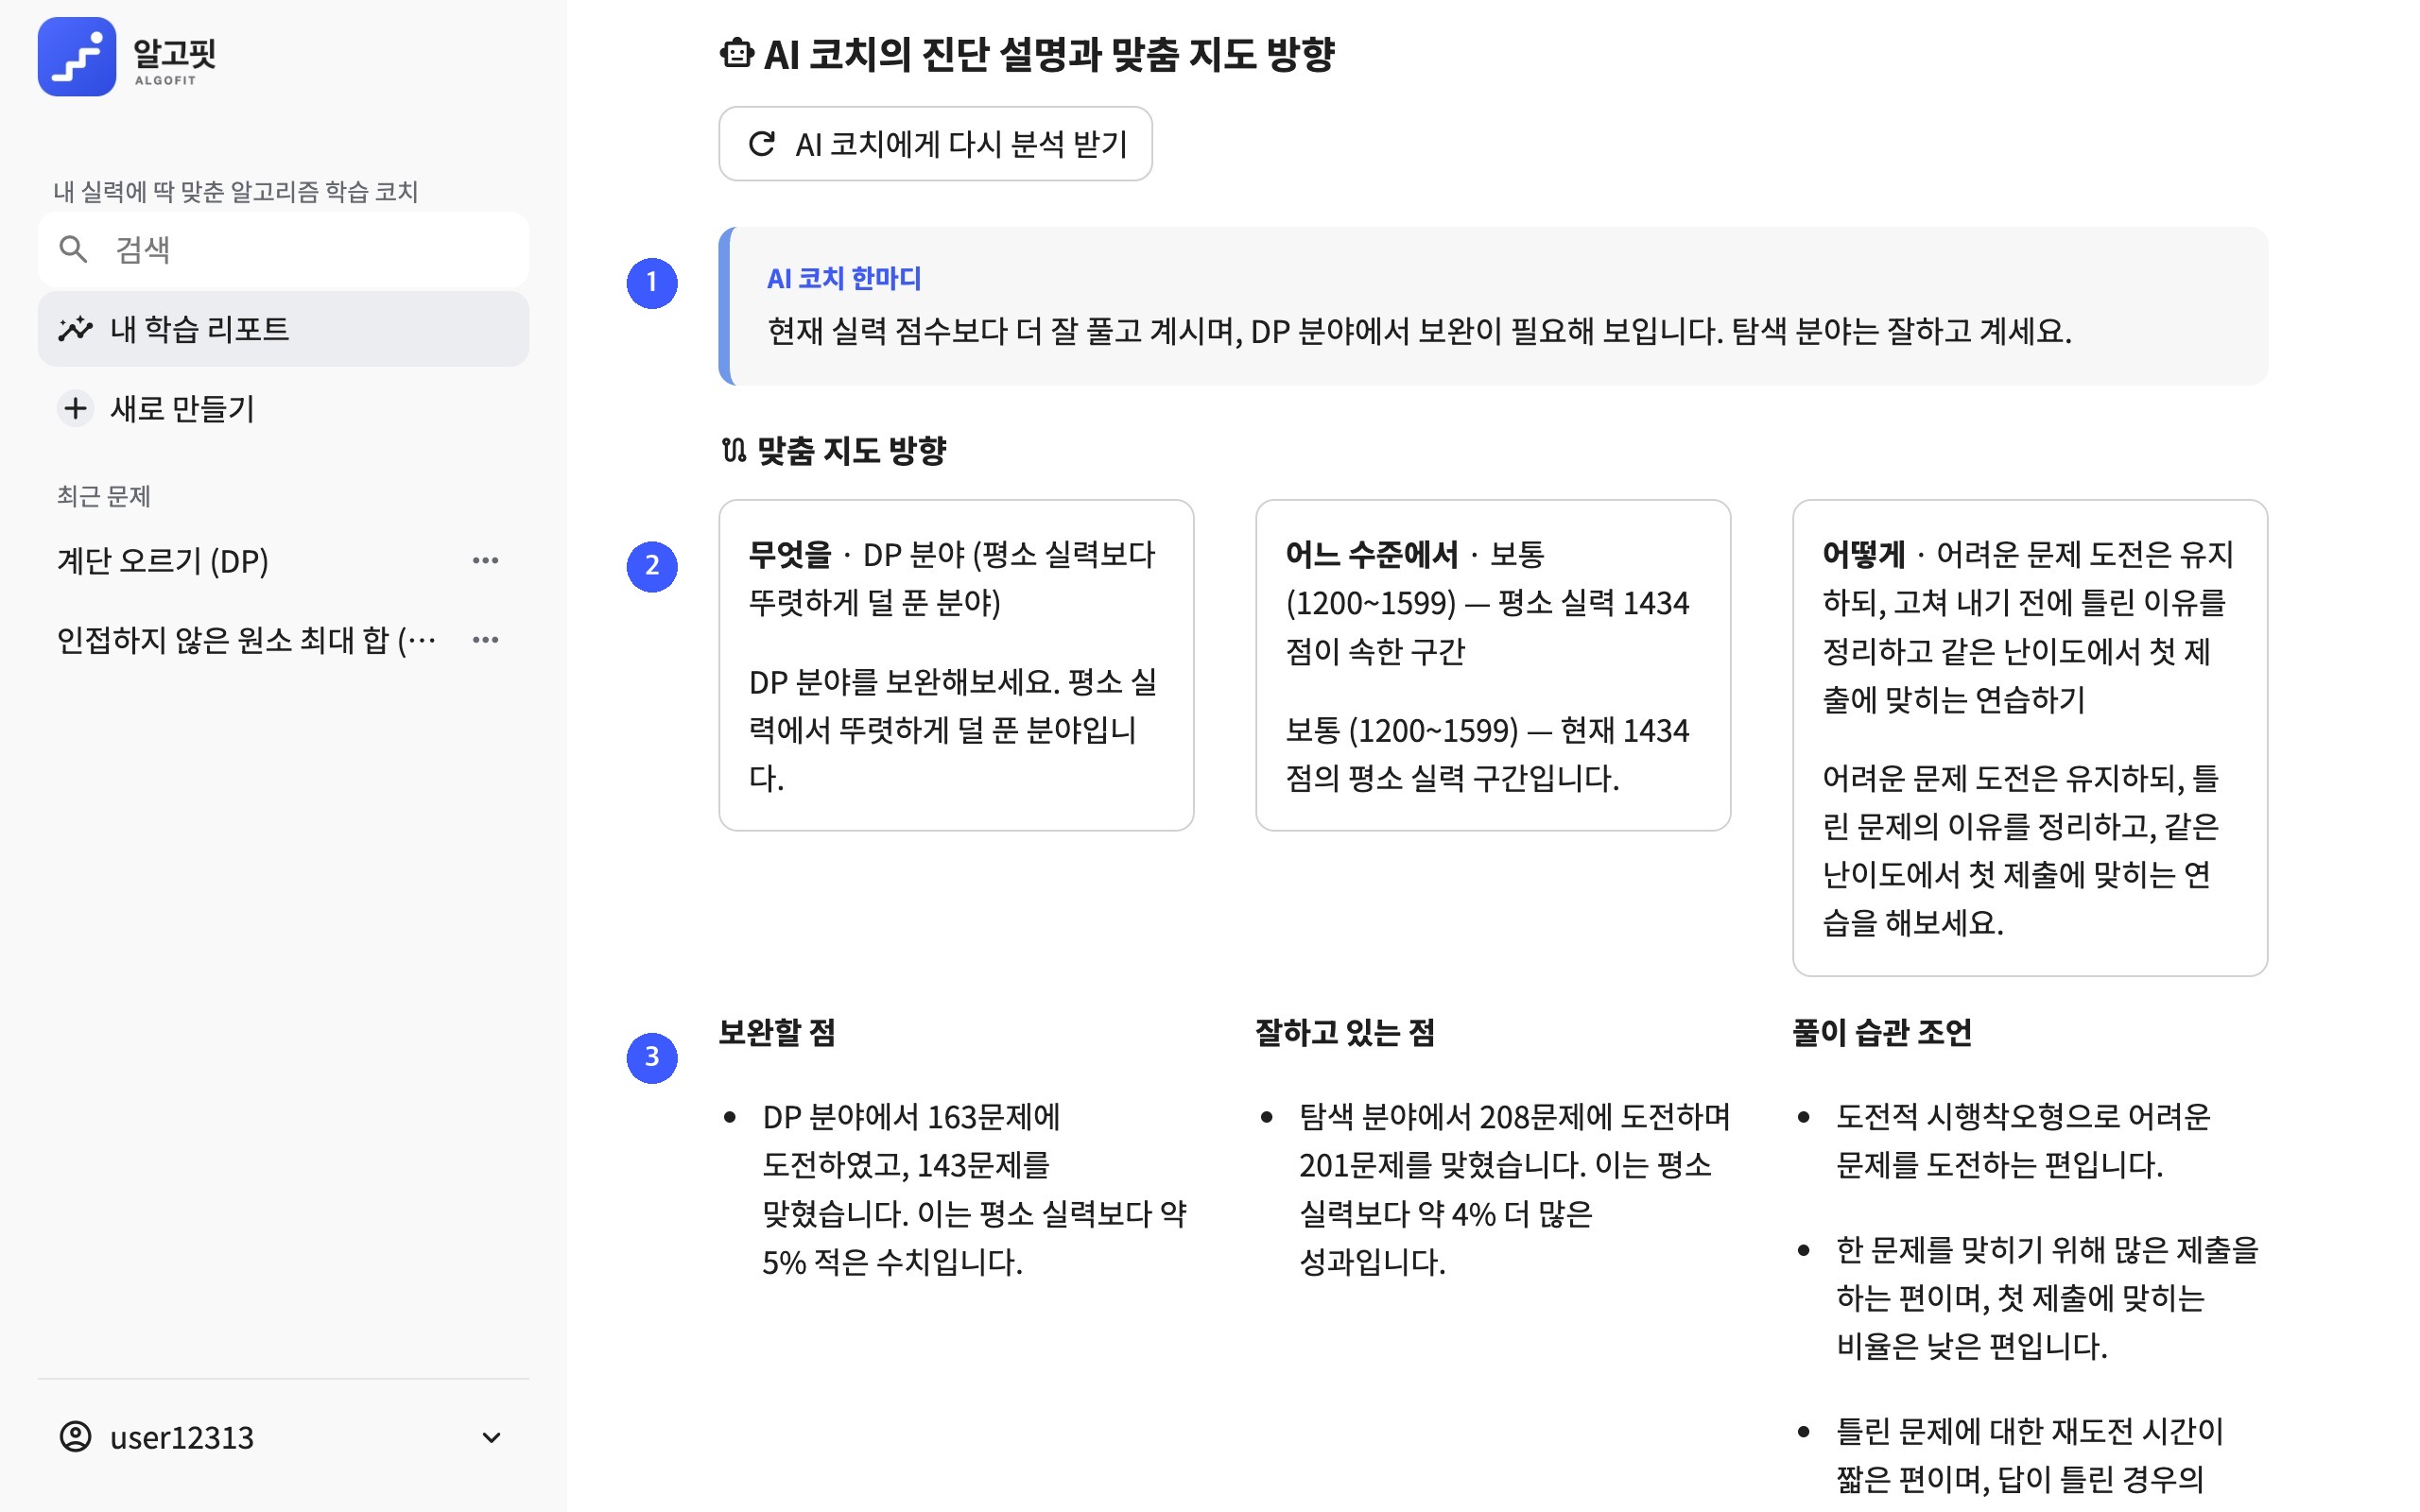 알고핏
ALGOFIT
내 실력에 딱 맞춘 알고리즘 학습 코치
검색
내 학습 리포트
새로 만들기
최근 문제
계단 오르기 (DP)
인접하지 않은 원소 최대 합 (…
user12313
AI 코치의 진단 설명과 맞춤 지도 방향
AI 코치에게 다시 분석 받기
1
AI 코치 한마디
현재 실력 점수보다 더 잘 풀고 계시며, DP 분야에서 보완이 필요해 보입니다. 탐색 분야는 잘하고 계세요.
맞춤 지도 방향
2
무엇을 · DP 분야 (평소 실력보다
뚜렷하게 덜 푼 분야)
DP 분야를 보완해보세요. 평소 실
력에서 뚜렷하게 덜 푼 분야입니
다.
어느 수준에서 · 보통
(1200~1599) — 평소 실력 1434
점이 속한 구간
보통 (1200~1599) — 현재 1434
점의 평소 실력 구간입니다.
어떻게 · 어려운 문제 도전은 유지
하되, 고쳐 내기 전에 틀린 이유를
정리하고 같은 난이도에서 첫 제
출에 맞히는 연습하기
어려운 문제 도전은 유지하되, 틀
린 문제의 이유를 정리하고, 같은
난이도에서 첫 제출에 맞히는 연
습을 해보세요.
3
보완할 점
DP 분야에서 163문제에
도전하였고, 143문제를
맞혔습니다. 이는 평소 실력보다 약
5% 적은 수치입니다.
잘하고 있는 점
탐색 분야에서 208문제에 도전하며
201문제를 맞혔습니다. 이는 평소
실력보다 약 4% 더 많은
성과입니다.
풀이 습관 조언
도전적 시행착오형으로 어려운
문제를 도전하는 편입니다.
한 문제를 맞히기 위해 많은 제출을
하는 편이며, 첫 제출에 맞히는
비율은 낮은 편입니다.
틀린 문제에 대한 재도전 시간이
짧은 편이며, 답이 틀린 경우의